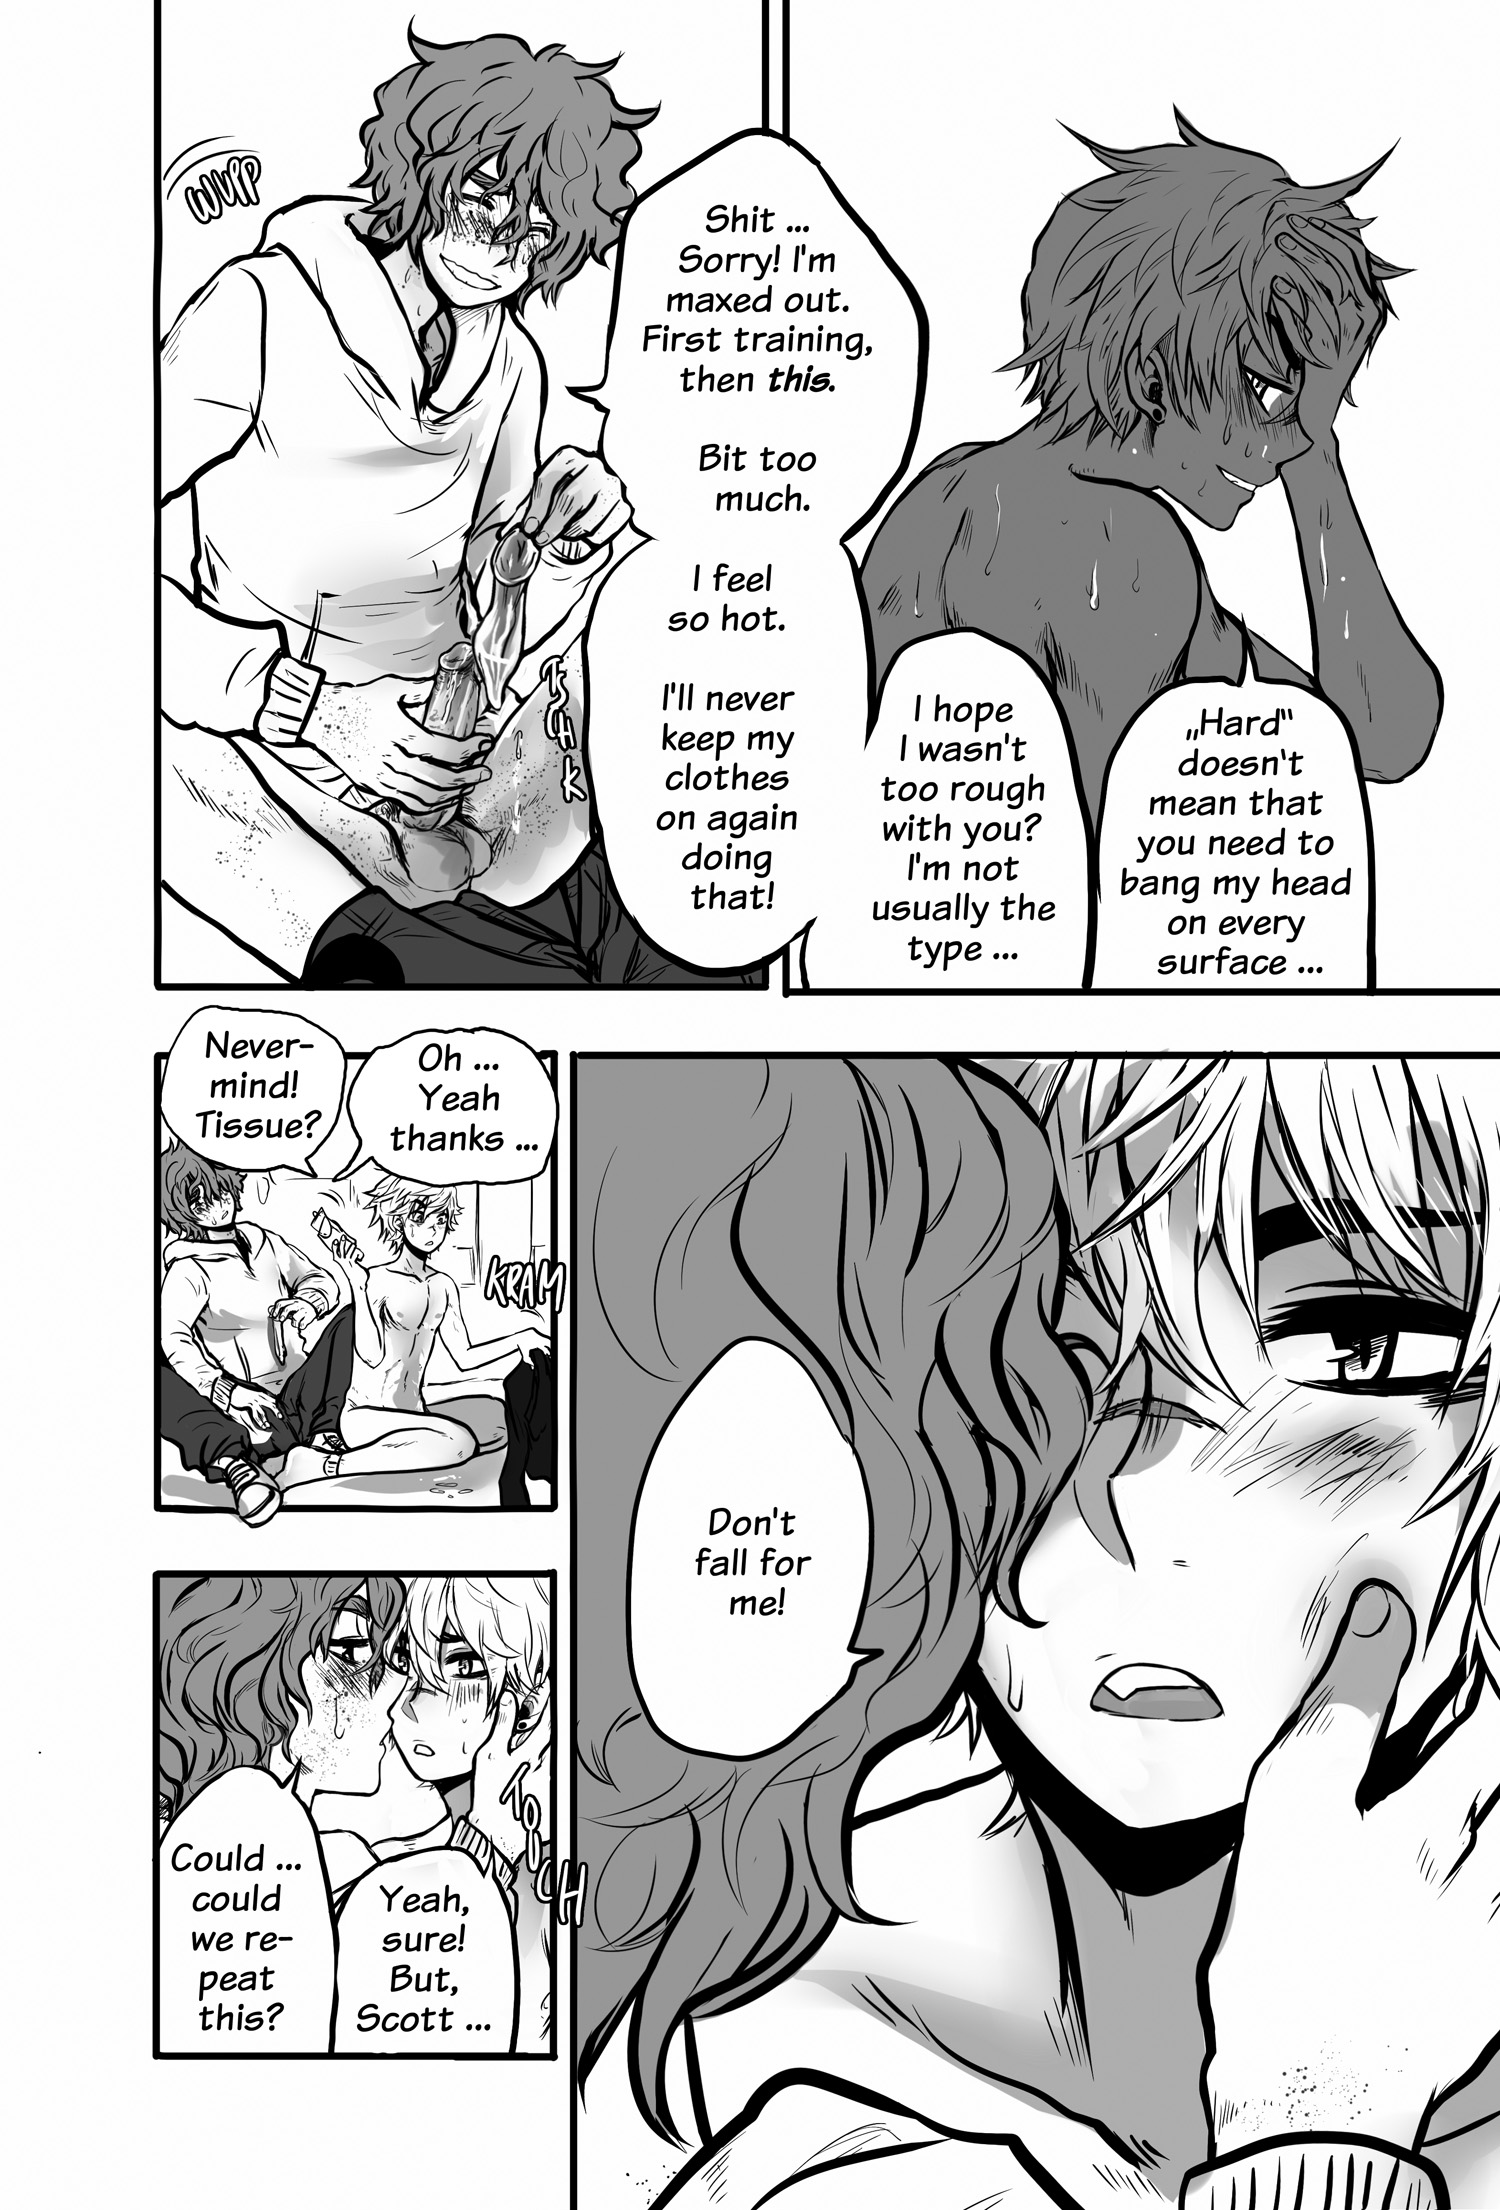 WUPP
Shit ...
Sorry! I'm
maxed out.
First training,
then this.
Bit too
much.
I feel
so hot.
I'll never
keep my
clothes
on again
doing
that!
TSCHK
I hope
I wasn't
too rough
with you?
I'm not
usually the
type ...
„Hard“
doesn't
mean that
you need to
bang my head
on every
surface ...
Never-
mind!
Tissue?
Oh ...
Yeah
thanks ...
KRAM
Could ...
could
we re-
peat
this?
Yeah,
sure!
But,
Scott ...
TOUCH
Don't
fall for
me!